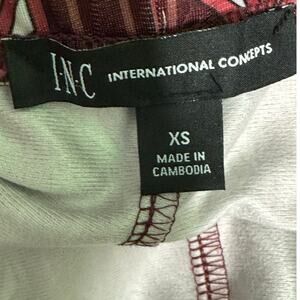 I·N·C INTERNATIONAL CONCEPTS
XS
MADE IN
CAMBODIA